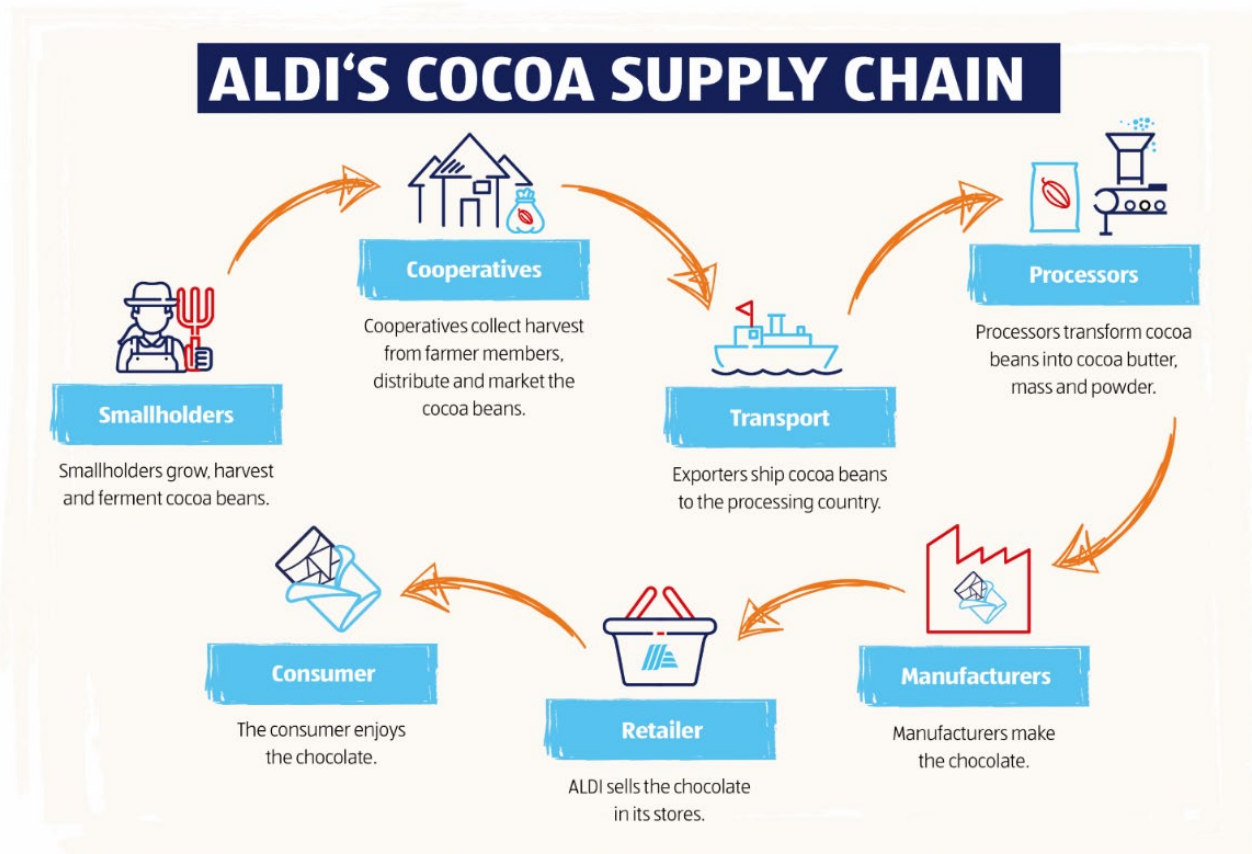 ALDI‘S COCOA SUPPLY CHAIN
Smallholders
Smallholders grow, harvest
and ferment cocoa beans.
Cooperatives
Cooperatives collect harvest
from farmer members,
distribute and market the
cocoa beans.
Transport
Exporters ship cocoa beans
to the processing country.
Processors
Processors transform cocoa
beans into cocoa butter,
mass and powder.
Manufacturers
Manufacturers make
the chocolate.
Retailer
ALDI sells the chocolate
in its stores.
Consumer
The consumer enjoys
the chocolate.